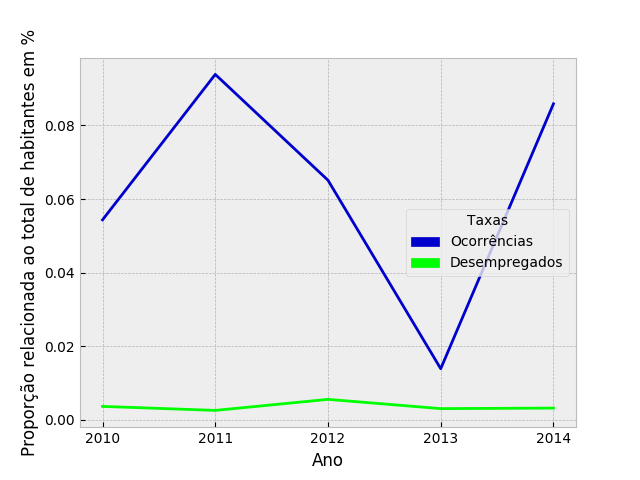 Proporção relacionada ao total de habitantes em %
0.08
0.06
0.04
0.02
0.00
Taxas
Ocorrências
Desempregados
2010 2011 2012 2013 2014
Ano